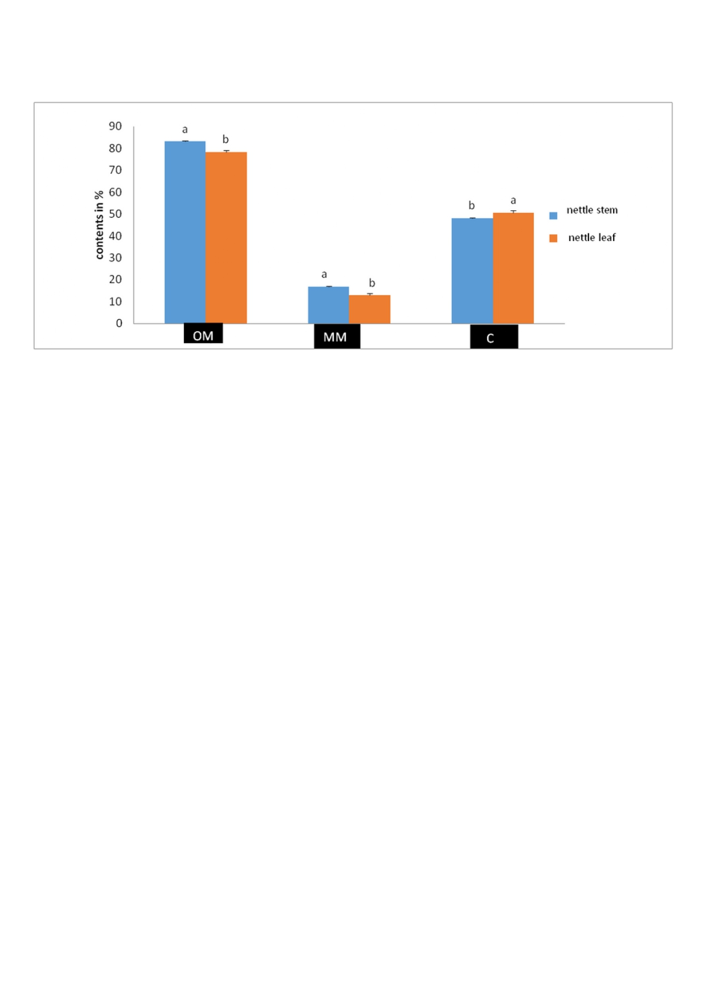 90
80
70
60
50
40
30
20
10
0
contents in %
a
b
a
b
b
a
OM
MM
C
nettle stem
nettle leaf